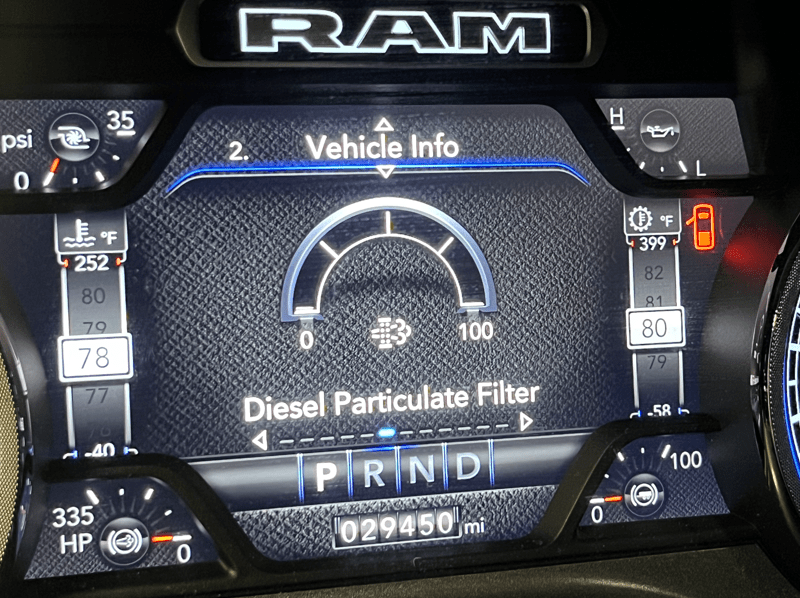 RAM
psi
35
0
2. Vehicle Info
H
L
°F
252
80
79
78
77
-40
0
100
Diesel Particulate Filter
P R N D
029450 mi
°F
399
82
81
80
79
-58
335
HP
0
100
0